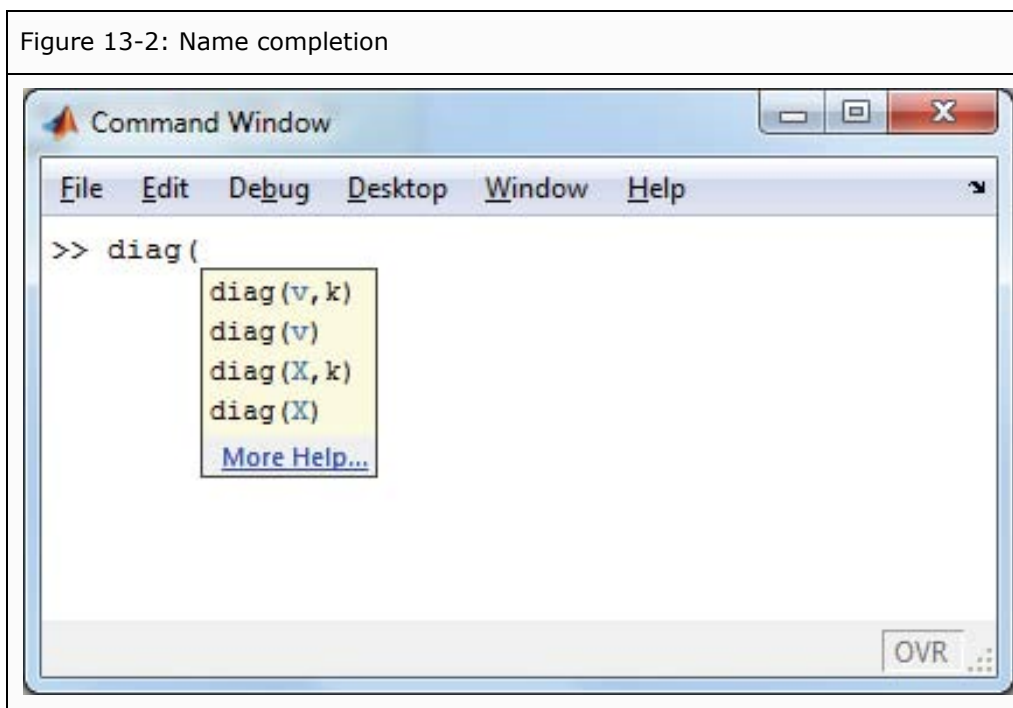 Figure 13-2: Name completion
Command Window
File Edit Debug Desktop Window Help
>> diag(
diag(v,k)
diag(v)
diag(X,k)
diag(X)
More Help...
OVR